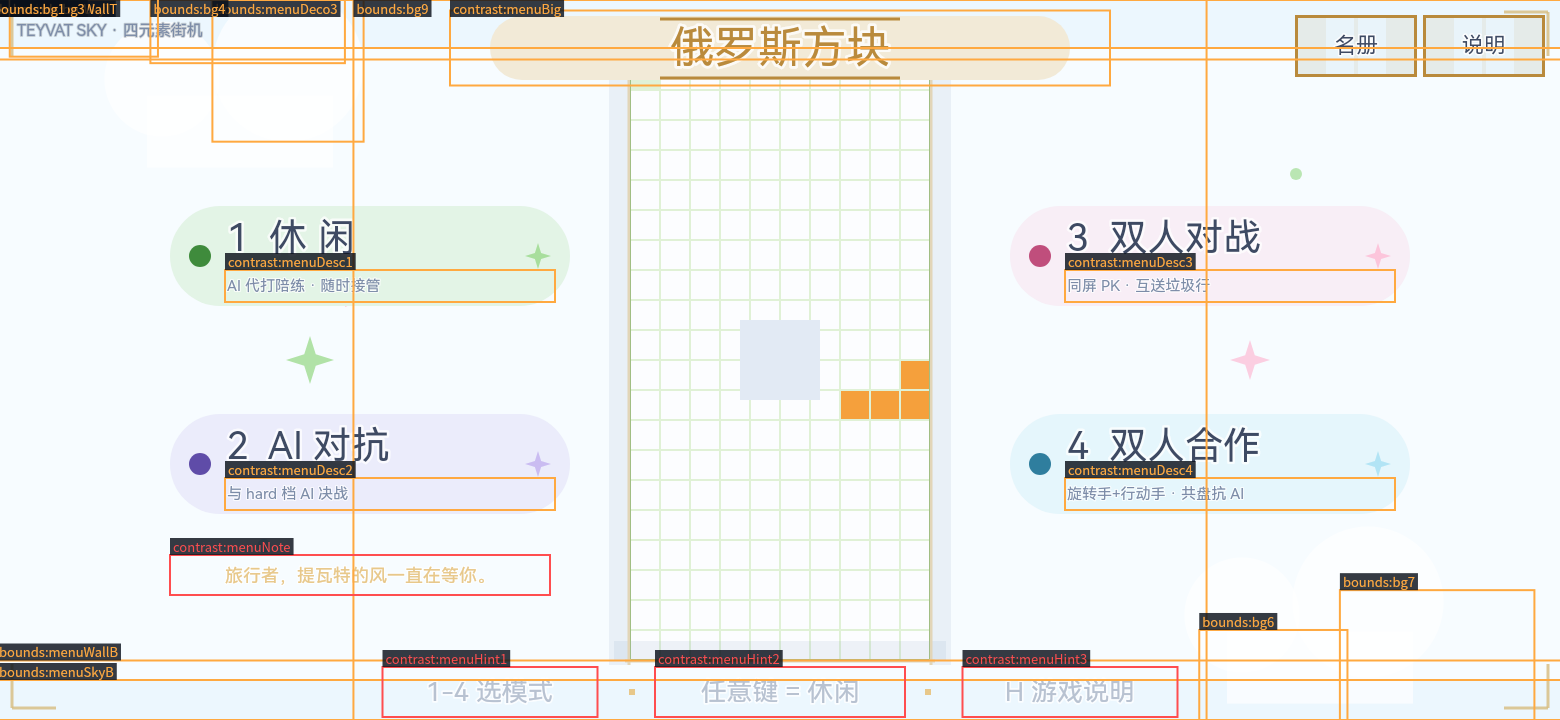 bounds:menuDeco3
bounds:bg4
bounds:bg9
contrast:menuBig
TEYVAT SKY · 四元素街机
俄罗斯方块
名册
说明
1 休 闲
contrast:menuDesc1
AI 代打陪练 · 随时接管
3 双人对战
contrast:menuDesc3
同屏 PK · 互送垃圾行
2 AI 对抗
contrast:menuDesc2
与 hard 档 AI 决战
4 双人合作
contrast:menuDesc4
旋转手+行动手 · 共盘抗 AI
contrast:menuNote
旅行者，提瓦特的风一直在等你。
bounds:bg7
bounds:bg6
bounds:menuWallB
bounds:menuSkyB
contrast:menuHint1
1-4 选模式
contrast:menuHint2
任意键 = 休闲
contrast:menuHint3
H 游戏说明